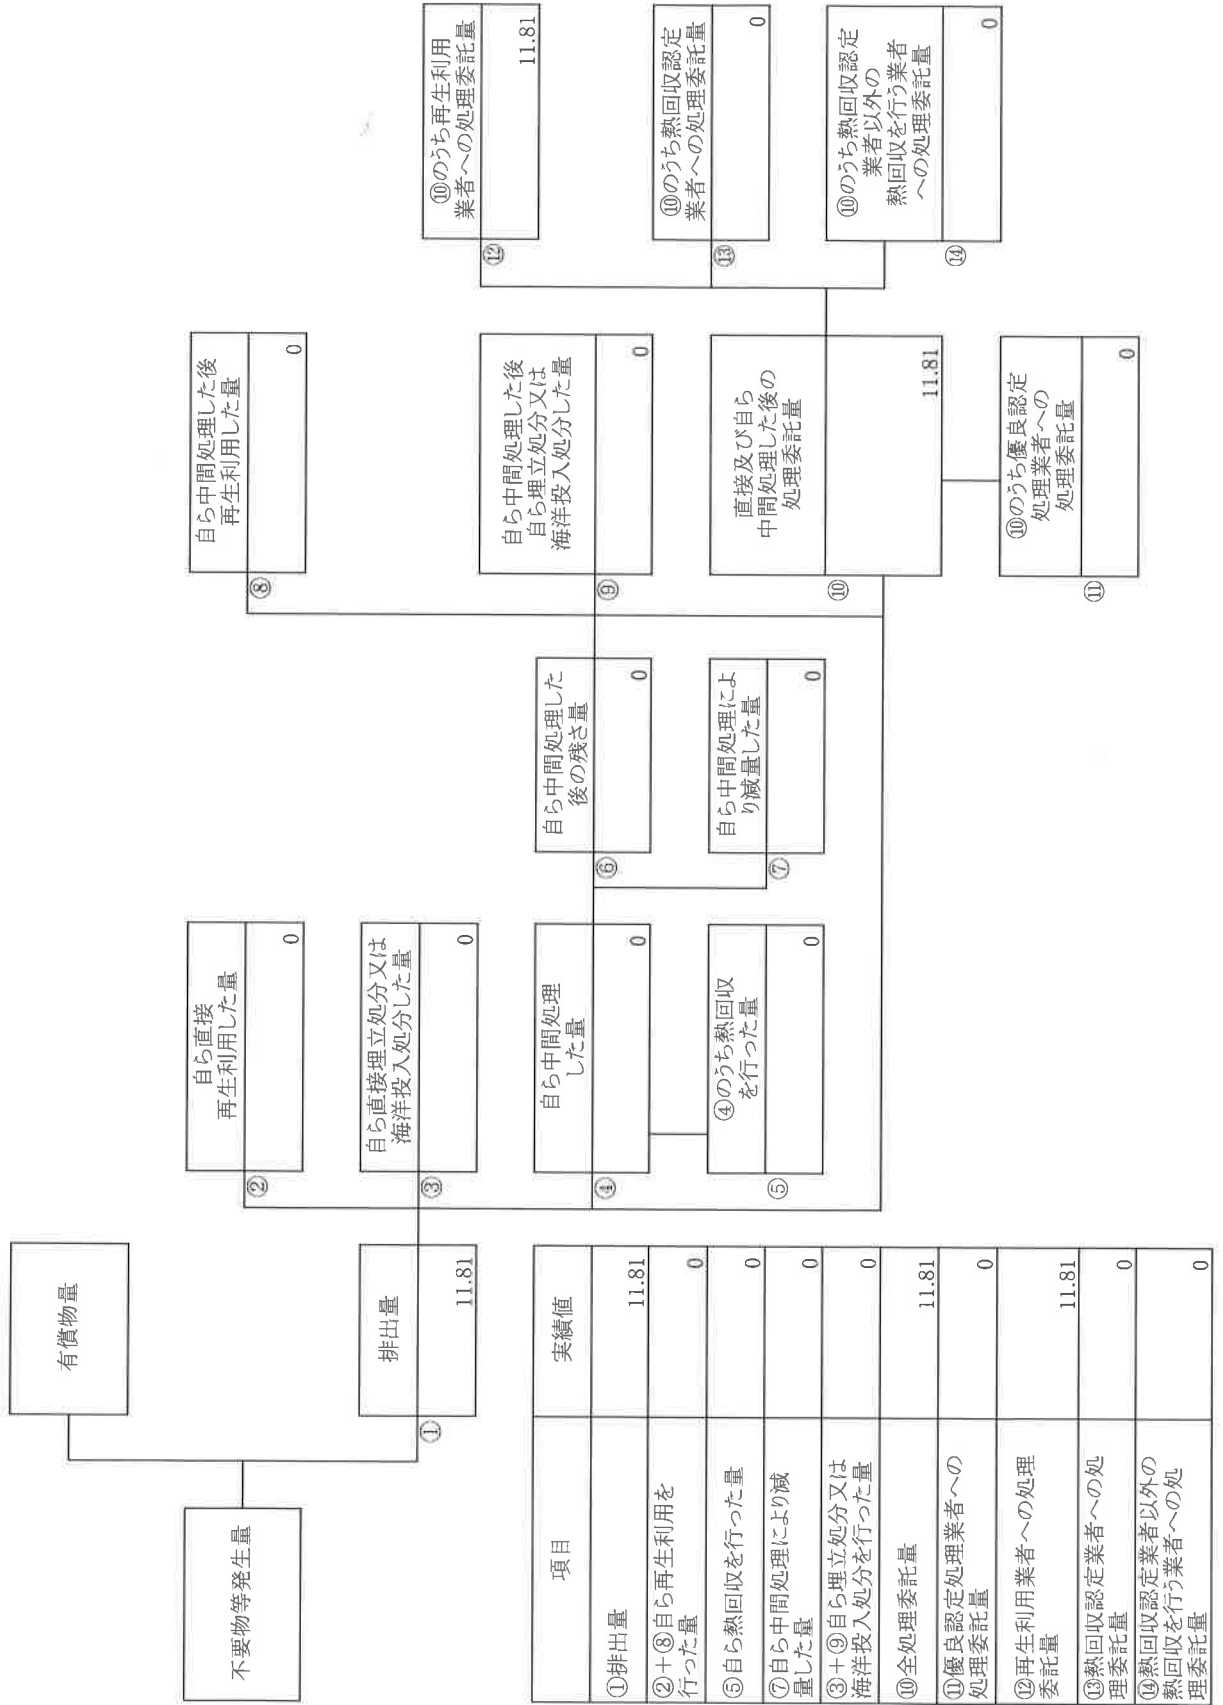 不要物等発生量
有償物量
排出量
11.81
①
自ら直接
再生利用した量
0
②
自ら直接埋立処分又は
海洋投入処分した量
0
③
自ら中間処理
した量
0
④
④のうち熱回収
を行った量
0
⑤
自ら中間処理した
後の残さ量
0
⑥
自ら中間処理によ
り減量した量
0
⑦
自ら中間処理した後
再生利用した量
0
⑧
自ら中間処理した後
自ら埋立処分又は
海洋投入処分した量
0
⑨
直接及び自ら
中間処理した後の
処理委託量
11.81
⑩
⑩のうち優良認定
処理業者への
処理委託量
0
⑪
⑩のうち再生利用
業者への処理委託量
11.81
⑫
⑩のうち熱回収認定
業者への処理委託量
0
⑬
⑩のうち熱回収認定
業者以外の
熱回収を行う業者
への処理委託量
0
⑭
項目 実績値
①排出量 11.81
②+⑧自ら再生利用を
行った量 0
⑤自ら熱回収を行った量 0
⑦自ら中間処理により減
量した量 0
③+⑨自ら埋立処分又は
海洋投入処分を行った量 0
⑩全処理委託量 11.81
⑪優良認定処理業者への
処理委託量 0
⑫再生利用業者への処理
委託量 11.81
⑬熱回収認定業者への処
理委託量 0
⑭熱回収認定業者以外の
熱回収を行う業者への処
理委託量 0